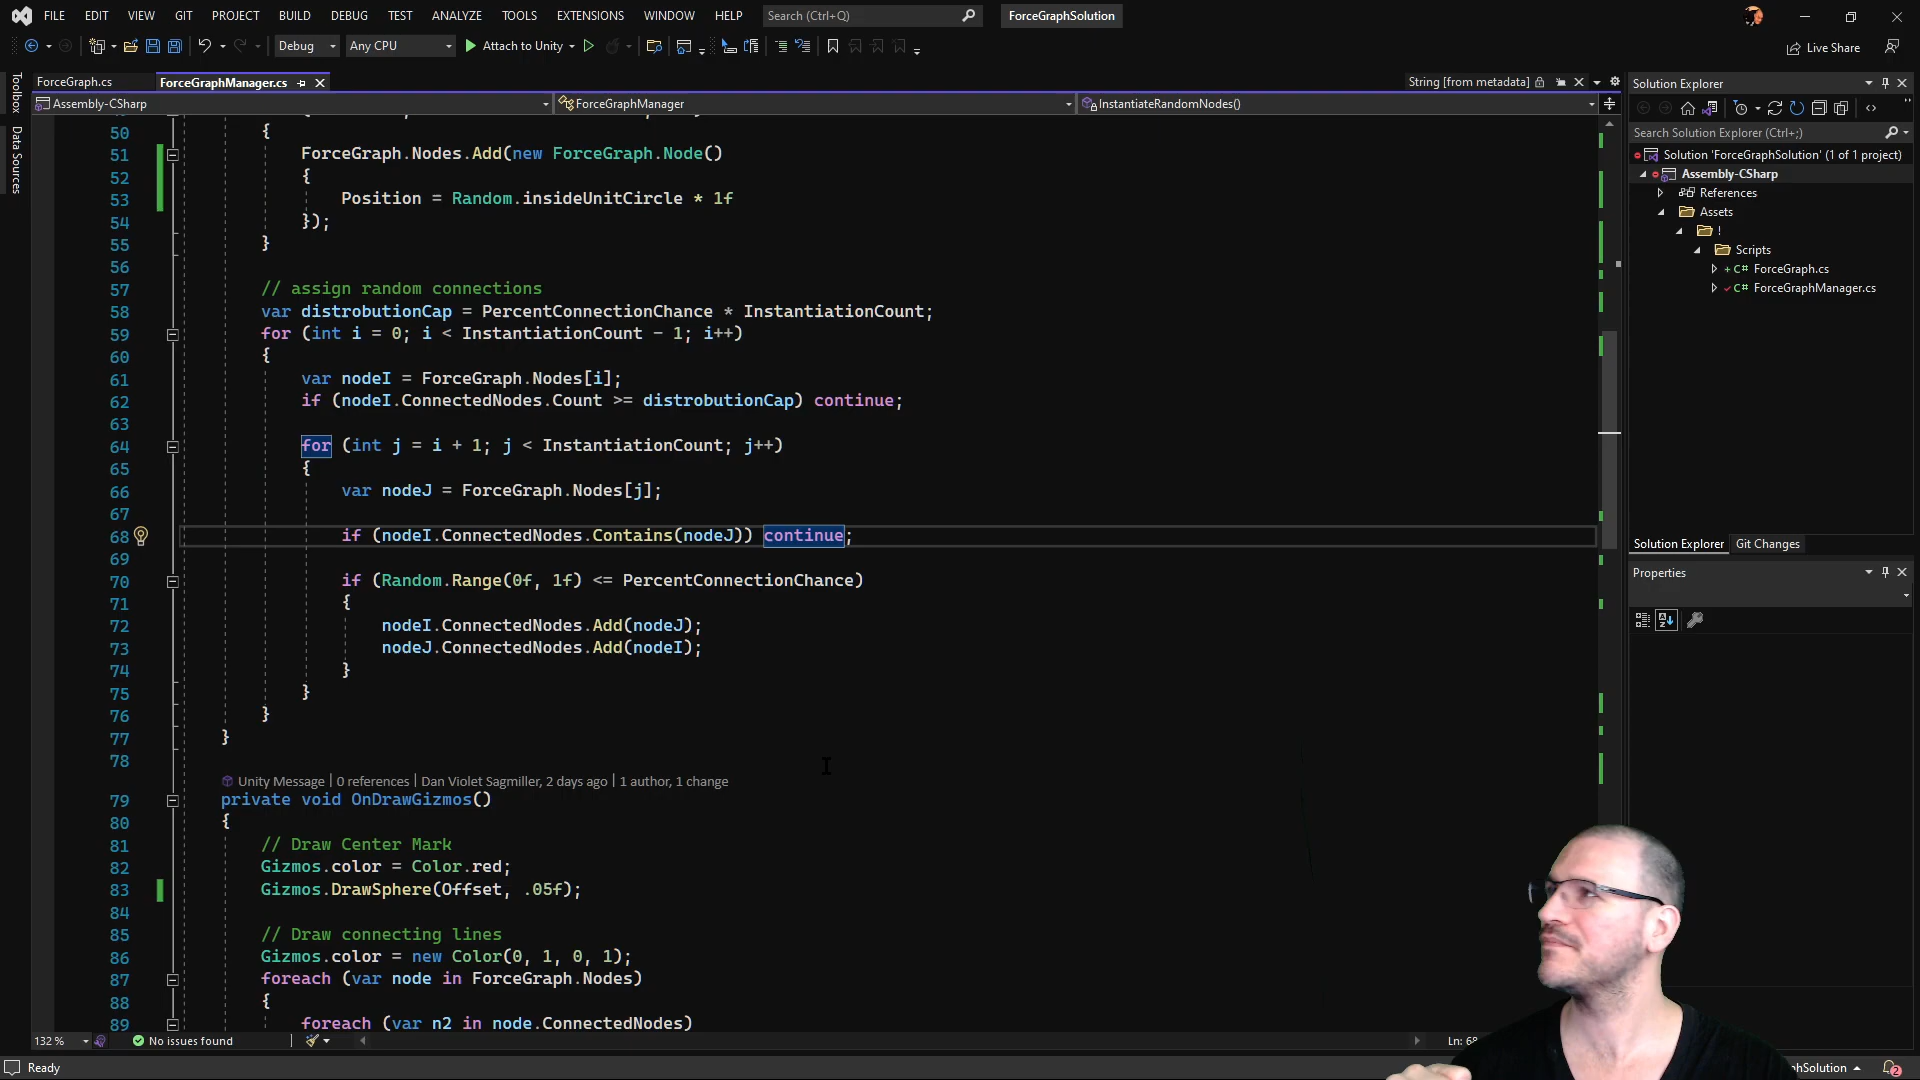 FILE EDIT VIEW GIT PROJECT BUILD DEBUG TEST ANALYZE TOOLS EXTENSIONS WINDOW HELP Search (Ctrl+Q) ForceGraphSolution
Debug Any CPU Attach to Unity Live Share
ForceGraph.cs ForceGraphManager.cs String [from metadata]
Assembly-CSharp ForceGraphManager InstantiateRandomNodes()
Toolbox
Data Sources
50 {
51 ForceGraph.Nodes.Add(new ForceGraph.Node()
52 {
53 Position = Random.insideUnitCircle * 1f
54 });
55 }
56
57 // assign random connections
58 var distrobutionCap = PercentConnectionChance * InstantiationCount;
59 for (int i = 0; i < InstantiationCount - 1; i++)
60 {
61 var nodeI = ForceGraph.Nodes[i];
62 if (nodeI.ConnectedNodes.Count >= distrobutionCap) continue;
63
64 for (int j = i + 1; j < InstantiationCount; j++)
65 {
66 var nodeJ = ForceGraph.Nodes[j];
67
68 if (nodeI.ConnectedNodes.Contains(nodeJ)) continue;
69
70 if (Random.Range(0f, 1f) <= PercentConnectionChance)
71 {
72 nodeI.ConnectedNodes.Add(nodeJ);
73 nodeJ.ConnectedNodes.Add(nodeI);
74 }
75 }
76 }
77 }
78
Unity Message | 0 references | Dan Violet Sagmiller, 2 days ago | 1 author, 1 change
79 private void OnDrawGizmos()
80 {
81 // Draw Center Mark
82 Gizmos.color = Color.red;
83 Gizmos.DrawSphere(Offset, .05f);
84
85 // Draw connecting lines
86 Gizmos.color = new Color(0, 1, 0, 1);
87 foreach (var node in ForceGraph.Nodes)
88 {
89 foreach (var n2 in node.ConnectedNodes)
132 % No issues found Ln: 68
Ready
Solution Explorer
Search Solution Explorer (Ctrl+;)
Solution 'ForceGraphSolution' (1 of 1 project)
Assembly-CSharp
References
Assets
!
Scripts
C# ForceGraph.cs
C# ForceGraphManager.cs
Solution Explorer Git Changes
Properties
hSolution 2